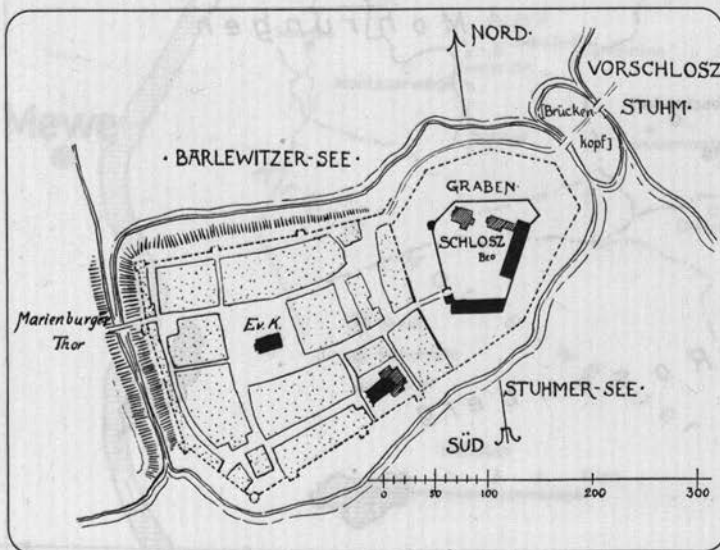 ·NORD·
VORSCHLOSZ
STUHM·
[Brücken
kopf]
·BARLEWITZER-SEE·
GRABEN·
SCHLOSZ
Marienburger
Thor
Ev. K.
STUHMER-SEE·
SÜD
0 50 100 200 300